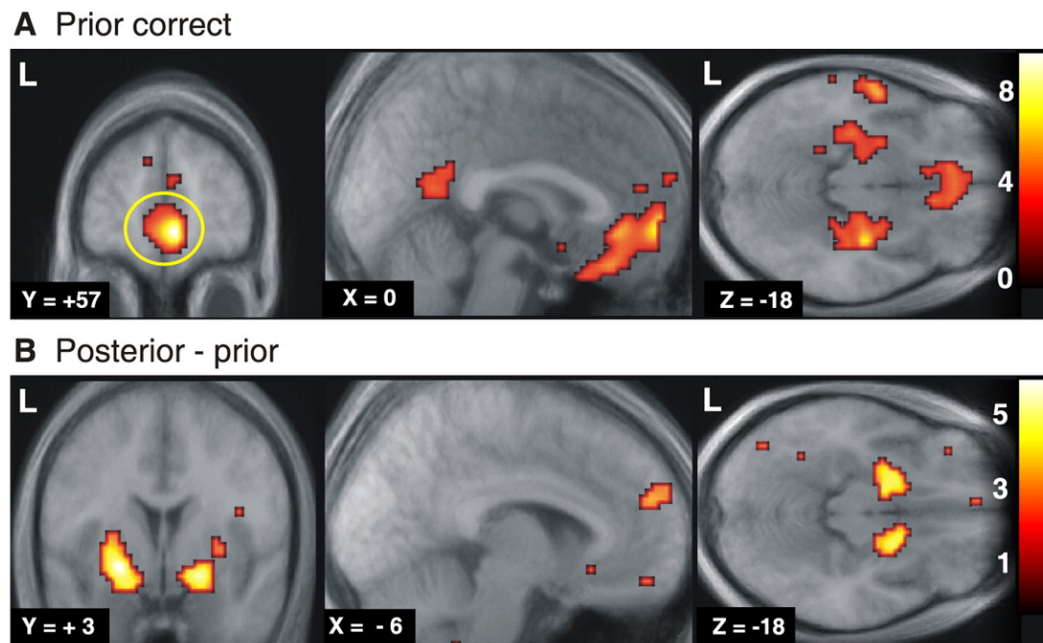 A Prior correct
L
L
8
4
0
Y = +57
X = 0
Z = -18
B Posterior - prior
L
L
5
3
1
Y = + 3
X = - 6
Z = -18